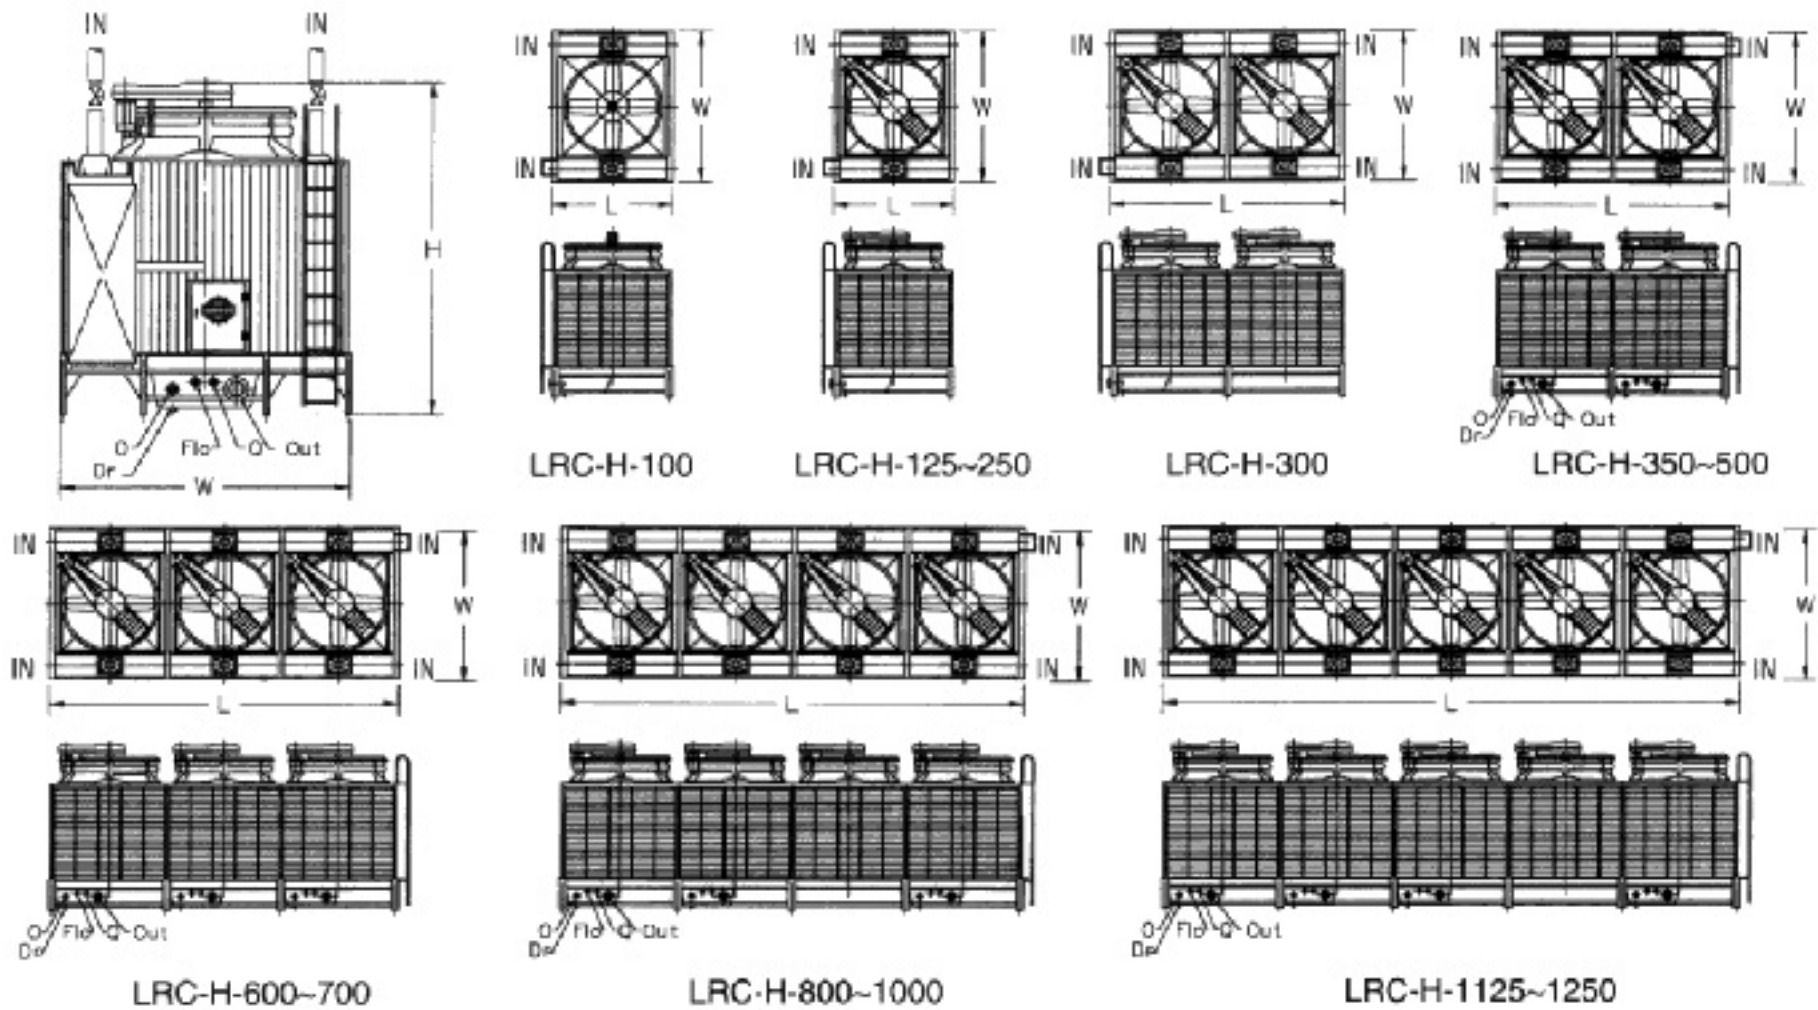 IN IN
H
O Flo Q Out
Dr
W
IN
W
IN
L
LRC-H-100
IN
W
IN
L
LRC-H-125~250
IN IN
W
IN IN
L
LRC-H-300
IN IN
W
IN IN
L
O Flo Q Out
Dr
LRC-H-350~500
IN IN
W
IN IN
L
O Flo Q Out
Dr
LRC-H-600~700
IN IN
W
IN IN
L
O Flo Q Out
Dr
LRC-H-800~1000
IN IN
W
IN IN
L
O Flo Q Out
Dr
LRC-H-1125~1250